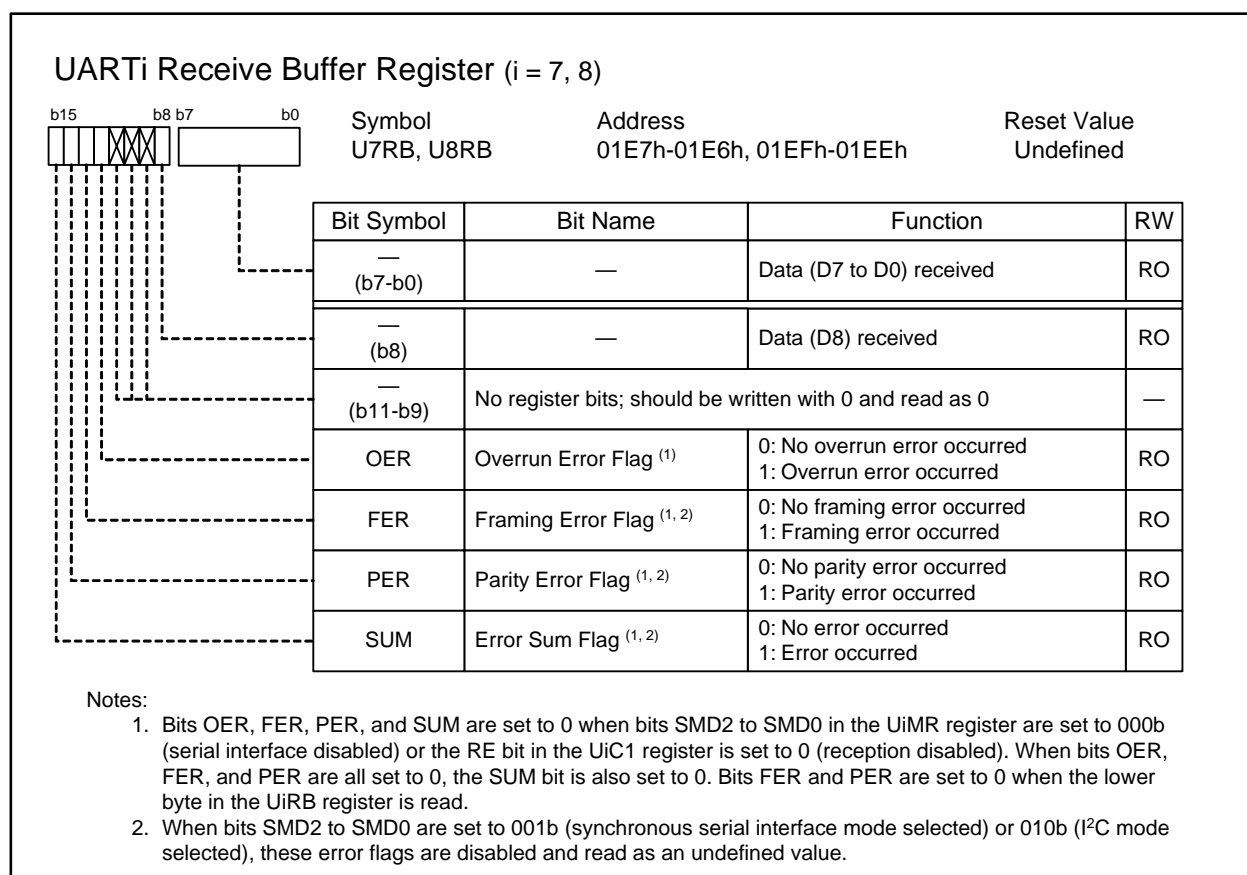 UARTi Receive Buffer Register (i = 7, 8)
b15 b8 b7 b0
Symbol Address Reset Value
U7RB, U8RB 01E7h-01E6h, 01EFh-01EEh Undefined
Bit Symbol Bit Name Function RW
— (b7-b0) — Data (D7 to D0) received RO
— (b8) — Data (D8) received RO
— (b11-b9) No register bits; should be written with 0 and read as 0 —
OER Overrun Error Flag (1) 0: No overrun error occurred RO
1: Overrun error occurred
FER Framing Error Flag (1, 2) 0: No framing error occurred RO
1: Framing error occurred
PER Parity Error Flag (1, 2) 0: No parity error occurred RO
1: Parity error occurred
SUM Error Sum Flag (1, 2) 0: No error occurred RO
1: Error occurred
Notes:
1. Bits OER, FER, PER, and SUM are set to 0 when bits SMD2 to SMD0 in the UiMR register are set to 000b
(serial interface disabled) or the RE bit in the UiC1 register is set to 0 (reception disabled). When bits OER,
FER, and PER are all set to 0, the SUM bit is also set to 0. Bits FER and PER are set to 0 when the lower
byte in the UiRB register is read.
2. When bits SMD2 to SMD0 are set to 001b (synchronous serial interface mode selected) or 010b (I²C mode
selected), these error flags are disabled and read as an undefined value.